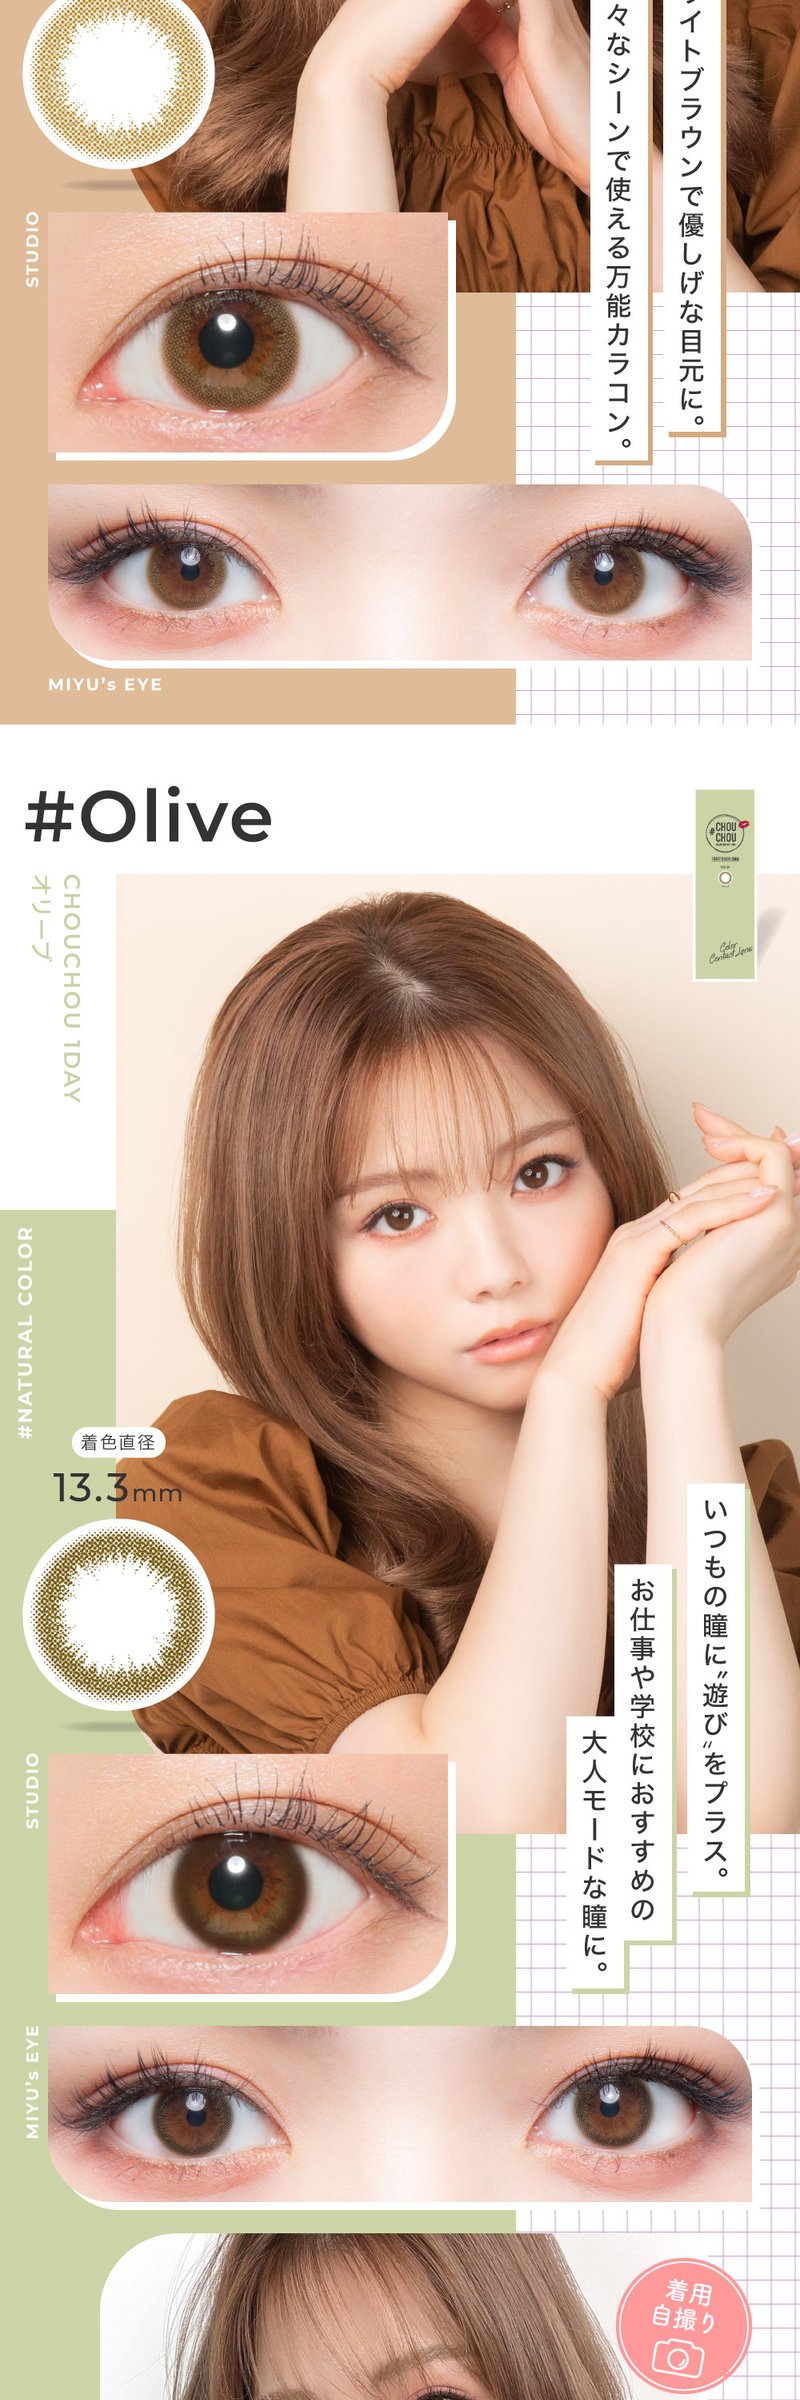 イトブラウンで優しげな目元に。
々なシーンで使える万能カラコン。
STUDIO
MIYU's EYE
#Olive
CHOUCHOU 1DAY
オリーブ
#CHOU
CHOU
Color
Contact Lens
#NATURAL COLOR
着色直径
13.3mm
いつもの瞳に〝遊び〟をプラス。
お仕事や学校におすすめの
大人モードな瞳に。
STUDIO
MIYU's EYE
着用
自撮り